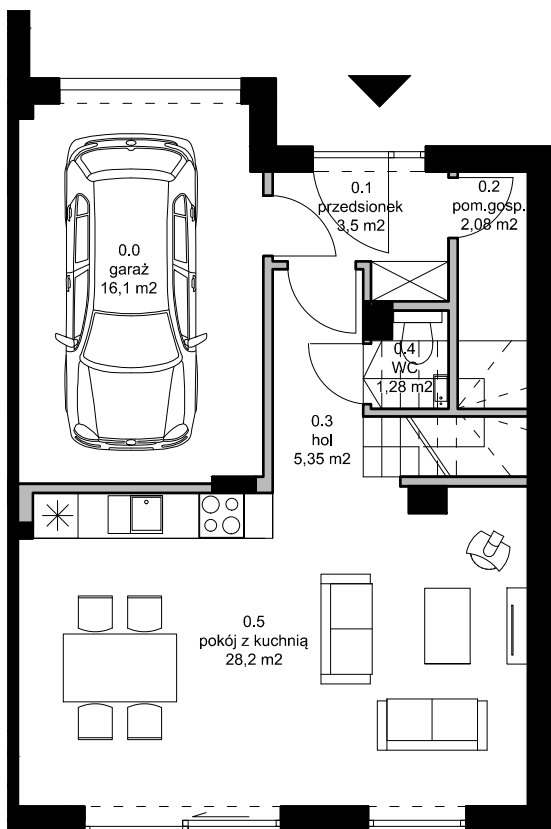 0.1
przedsionek
3,5 m2
0.2
pom.gosp.
2,08 m2
0.0
garaż
16,1 m2
0.4
WC
1,28 m2
0.3
hol
5,35 m2
0.5
pokój z kuchnią
28,2 m2